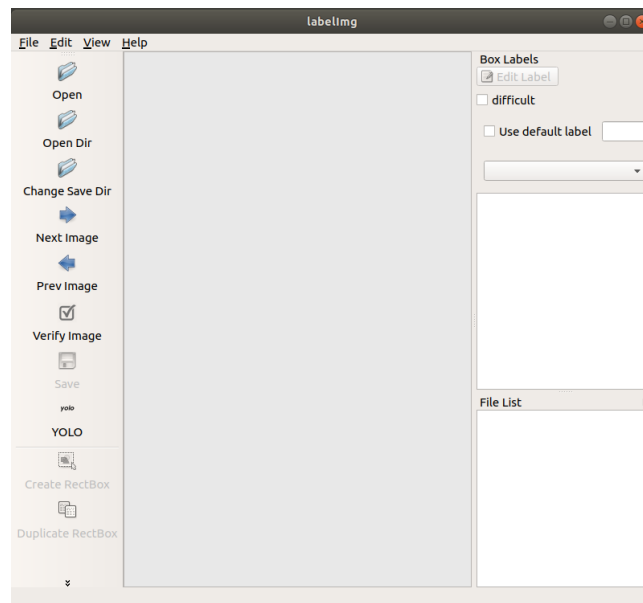 labelImg
File Edit View Help
Open
Open Dir
Change Save Dir
Next Image
Prev Image
Verify Image
Save
yolo
YOLO
Create RectBox
Duplicate RectBox
Box Labels
Edit Label
difficult
Use default label
File List